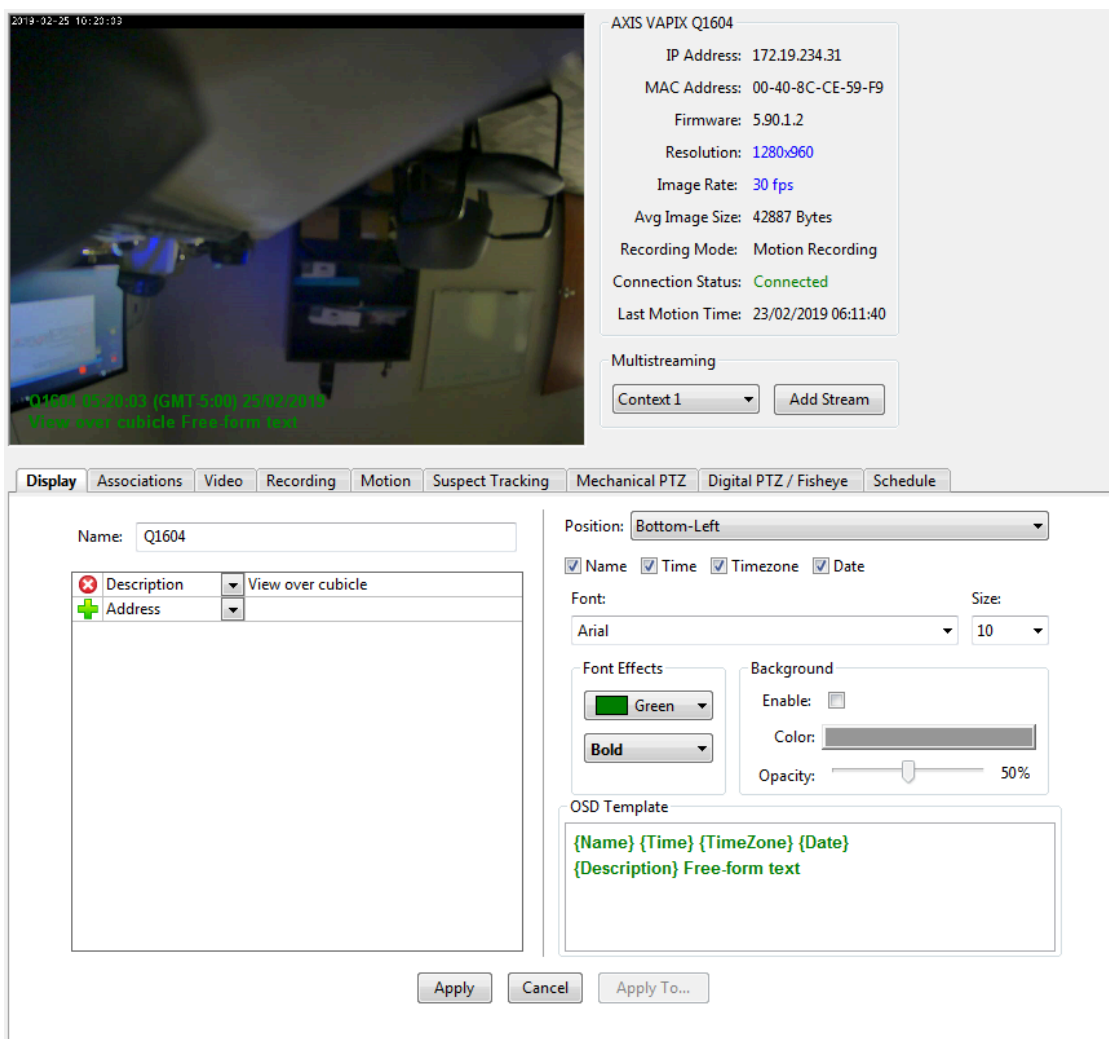 2019-02-25 10:20:03
Q1604 05:20:03 (GMT-5:00) 25/02/2019
View over cubicle Free-form text
AXIS VAPIX Q1604
IP Address: 172.19.234.31
MAC Address: 00-40-8C-CE-59-F9
Firmware: 5.90.1.2
Resolution: 1280x960
Image Rate: 30 fps
Avg Image Size: 42887 Bytes
Recording Mode: Motion Recording
Connection Status: Connected
Last Motion Time: 23/02/2019 06:11:40
Multistreaming
Context 1 Add Stream
Display Associations Video Recording Motion Suspect Tracking Mechanical PTZ Digital PTZ / Fisheye Schedule
Name: Q1604
Description View over cubicle
Address
Position: Bottom-Left
Name Time Timezone Date
Font: Size:
Arial 10
Font Effects
Green
Bold
Background
Enable:
Color:
Opacity: 50%
OSD Template
{Name} {Time} {TimeZone} {Date}
{Description} Free-form text
Apply Cancel Apply To...